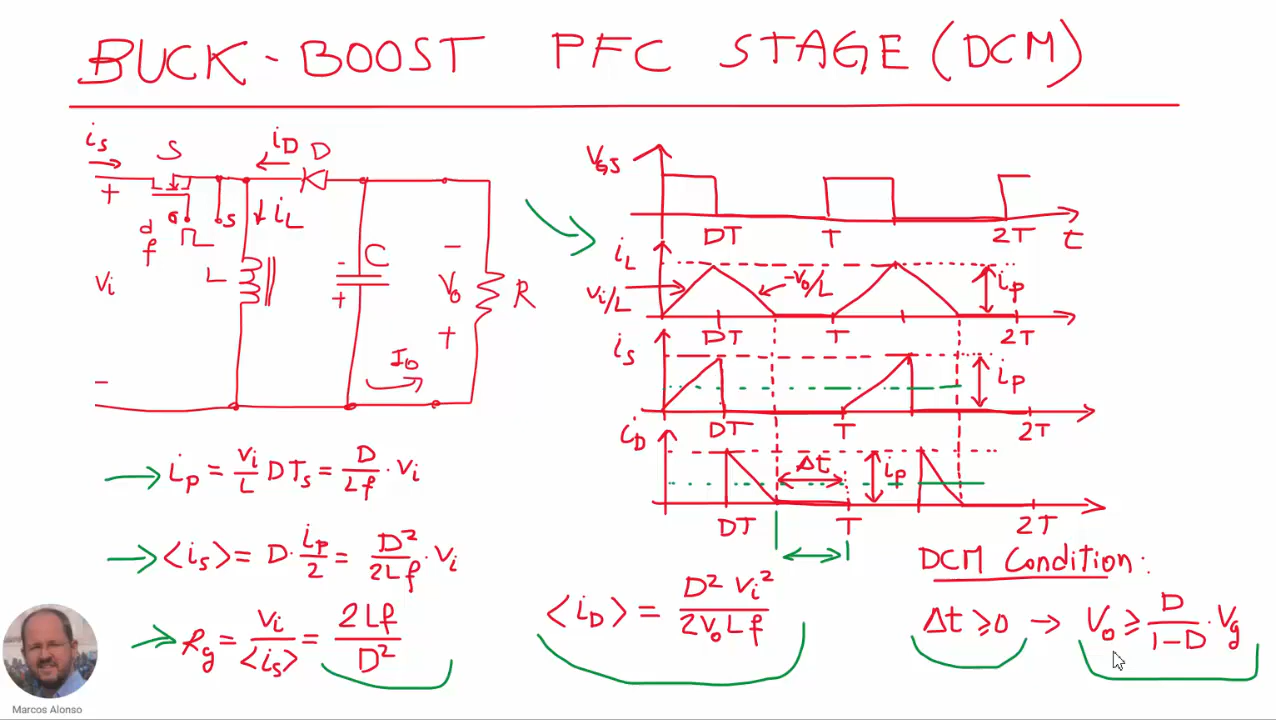 BUCK-BOOST PFC STAGE (DCM)
iS S iD D
+ d f S iL
Vi L C - + - Vo + R
- Io
VGS DT T 2T t
iL Vi/L -Vo/L iP
DT T 2T
iS iP
DT T 2T
iD Δt iP
DT T 2T
ip = Vi/L DTs = D/Lf · Vi
<is> = D · ip/2 = D²/2Lf · Vi
Rg = Vi/<is> = 2Lf/D²
<iD> = D² Vi²/2VoLf
DCM Condition:
Δt ≥ 0 → Vo ≥ D/1-D · Vg
Marcos Alonso